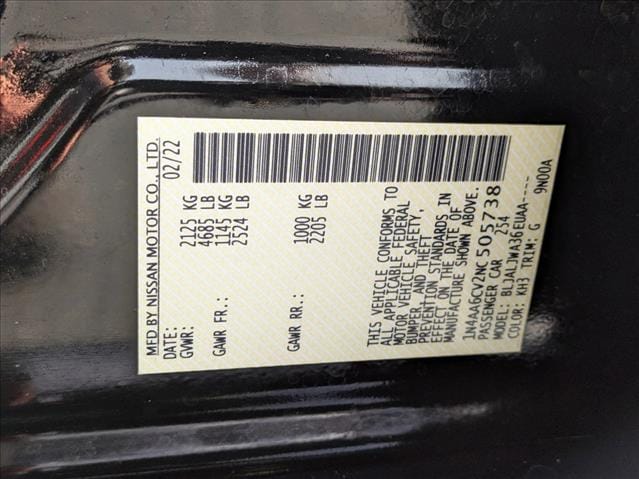 MFD BY NISSAN MOTOR CO., LTD.
DATE: 02/22
GVWR: 2125 KG
4685 LB
GAWR FR.: 1145 KG
2524 LB
GAWR RR.: 1000 KG
2205 LB
THIS VEHICLE CONFORMS TO
ALL APPLICABLE FEDERAL
MOTOR VEHICLE SAFETY,
BUMPER, AND THEFT
PREVENTION STANDARDS IN
EFFECT ON THE DATE OF
MANUFACTURE SHOWN ABOVE.
1N4AA6CV2NC505738
PASSENGER CAR 254
MODEL: BLJALJWA36EUAA----
COLOR: KH3 TRIM: G 9N00A